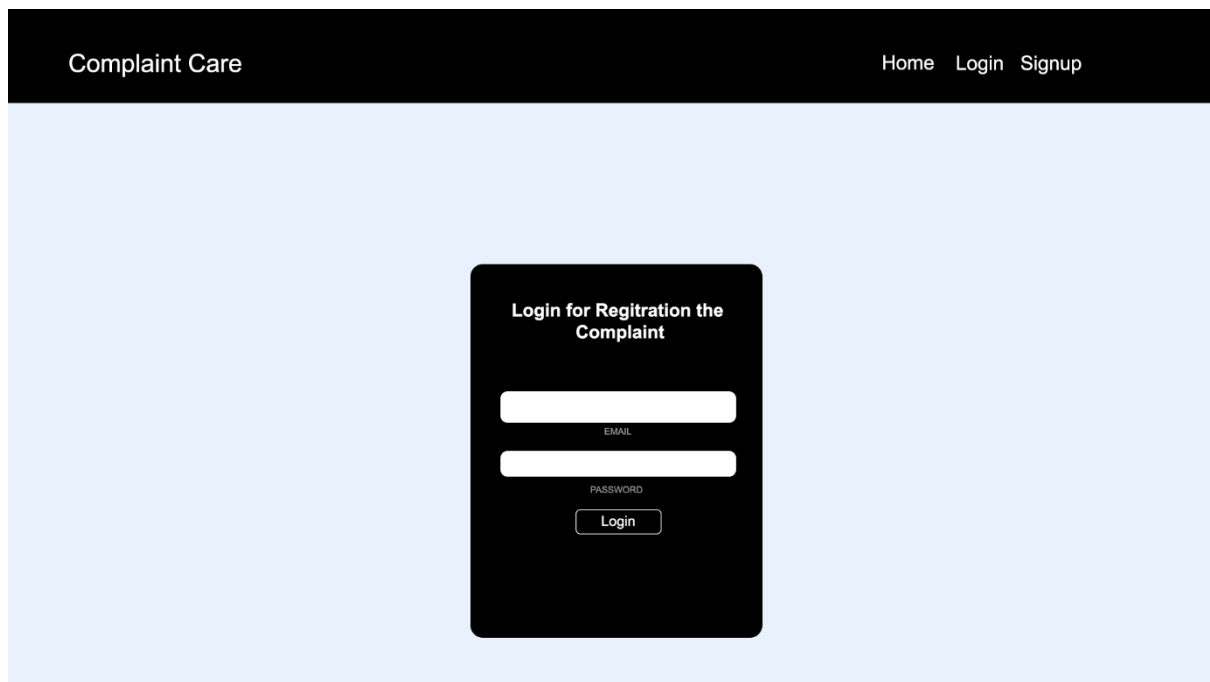 Complaint Care
Home Login Signup
Login for Regitration the
Complaint
EMAIL
PASSWORD
Login